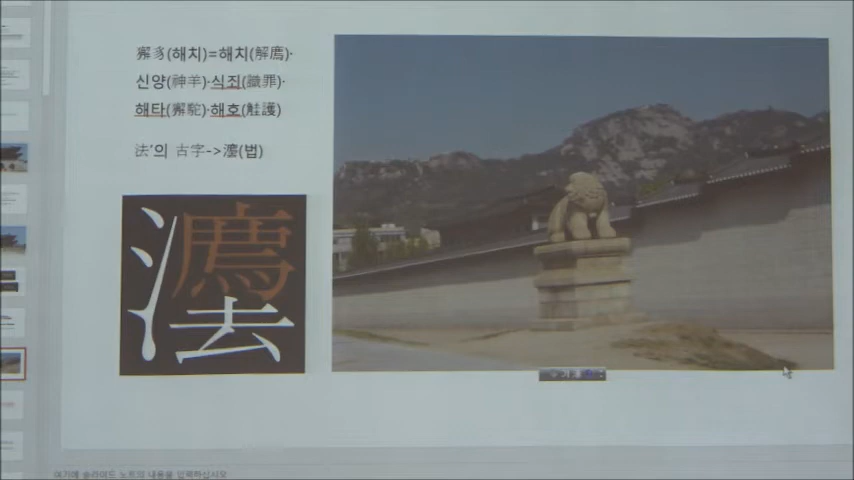 獬豸(해치)=해치(解廌)·
신양(神羊)·식죄(識罪)·
해타(獬駝)·해호(觟護)
法'의 古字->灋(법)
灋
여기에 슬라이드 노트의 내용을 입력하십시오